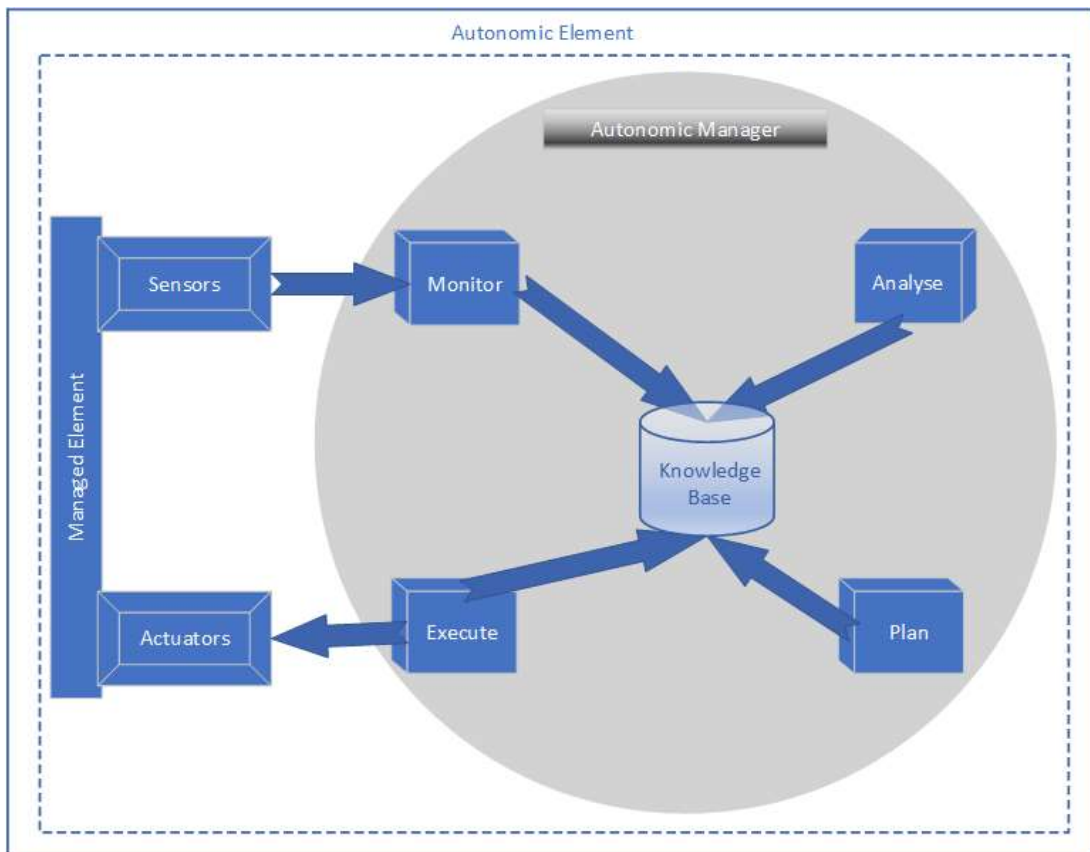 Autonomic Element
Autonomic Manager
Sensors
Monitor
Analyse
Managed Element
Knowledge
Base
Actuators
Execute
Plan